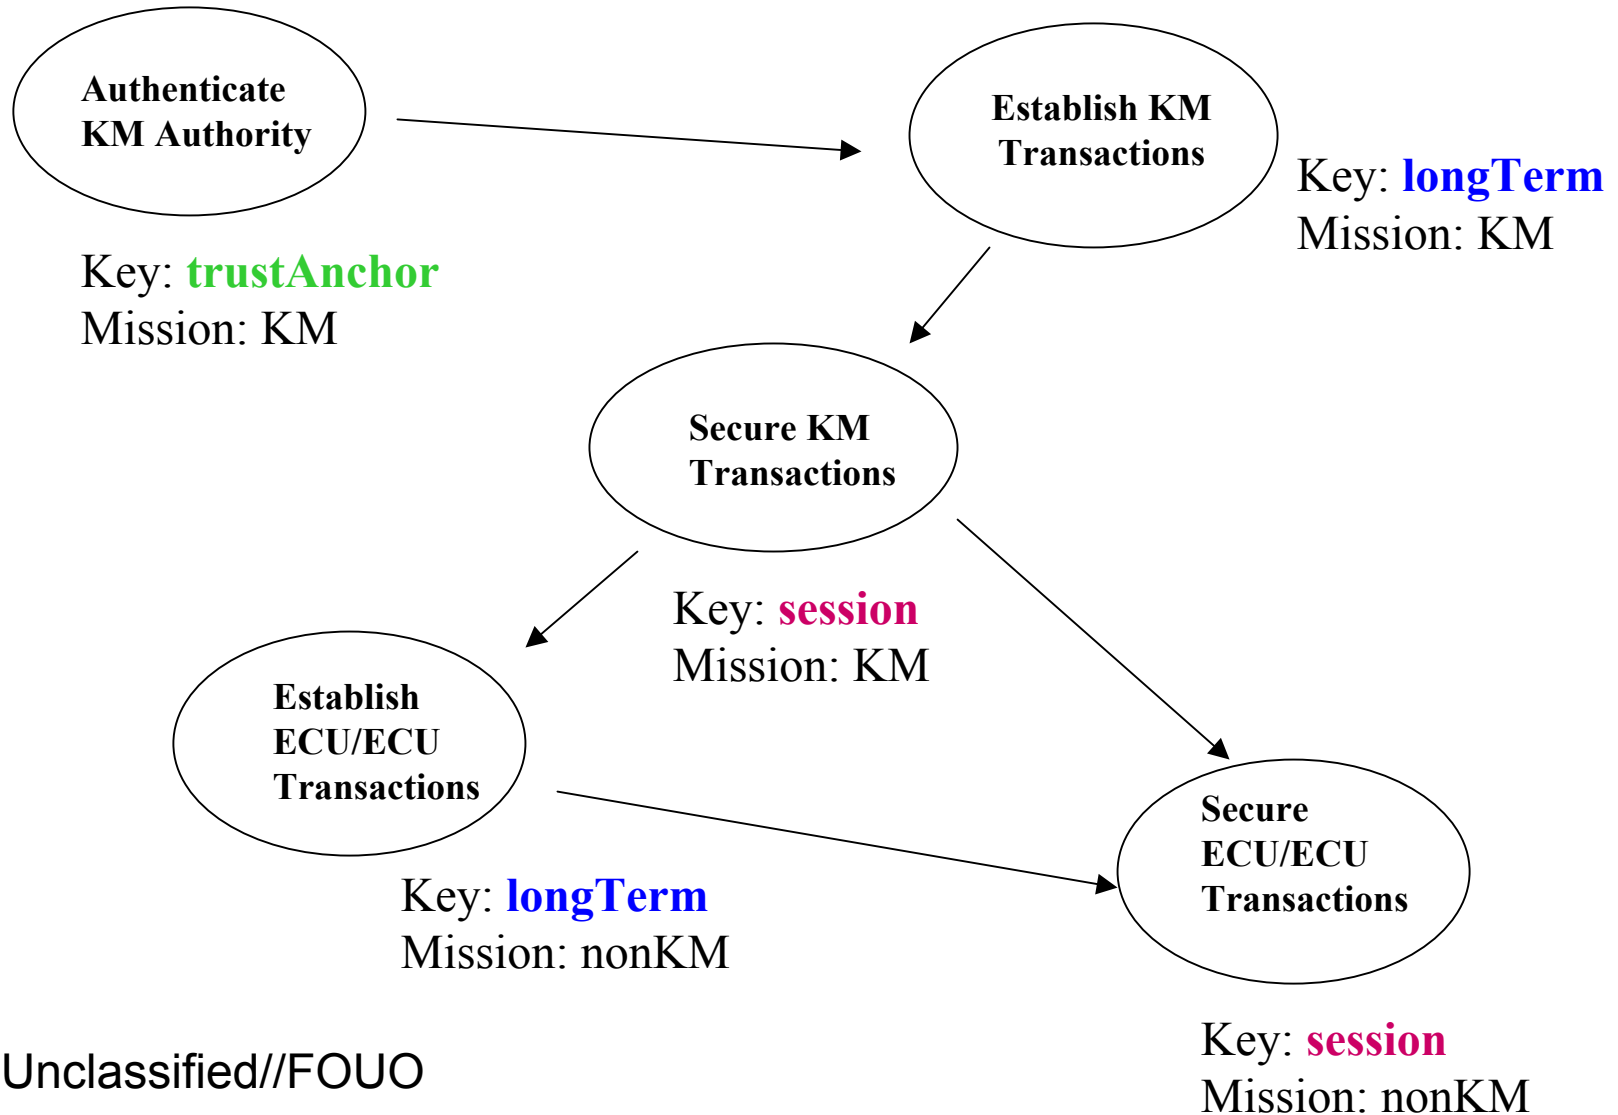 Authenticate
KM Authority
Key: trustAnchor
Mission: KM
Establish KM
Transactions
Key: longTerm
Mission: KM
Secure KM
Transactions
Key: session
Mission: KM
Establish
ECU/ECU
Transactions
Key: longTerm
Mission: nonKM
Secure
ECU/ECU
Transactions
Key: session
Mission: nonKM
Unclassified//FOUO